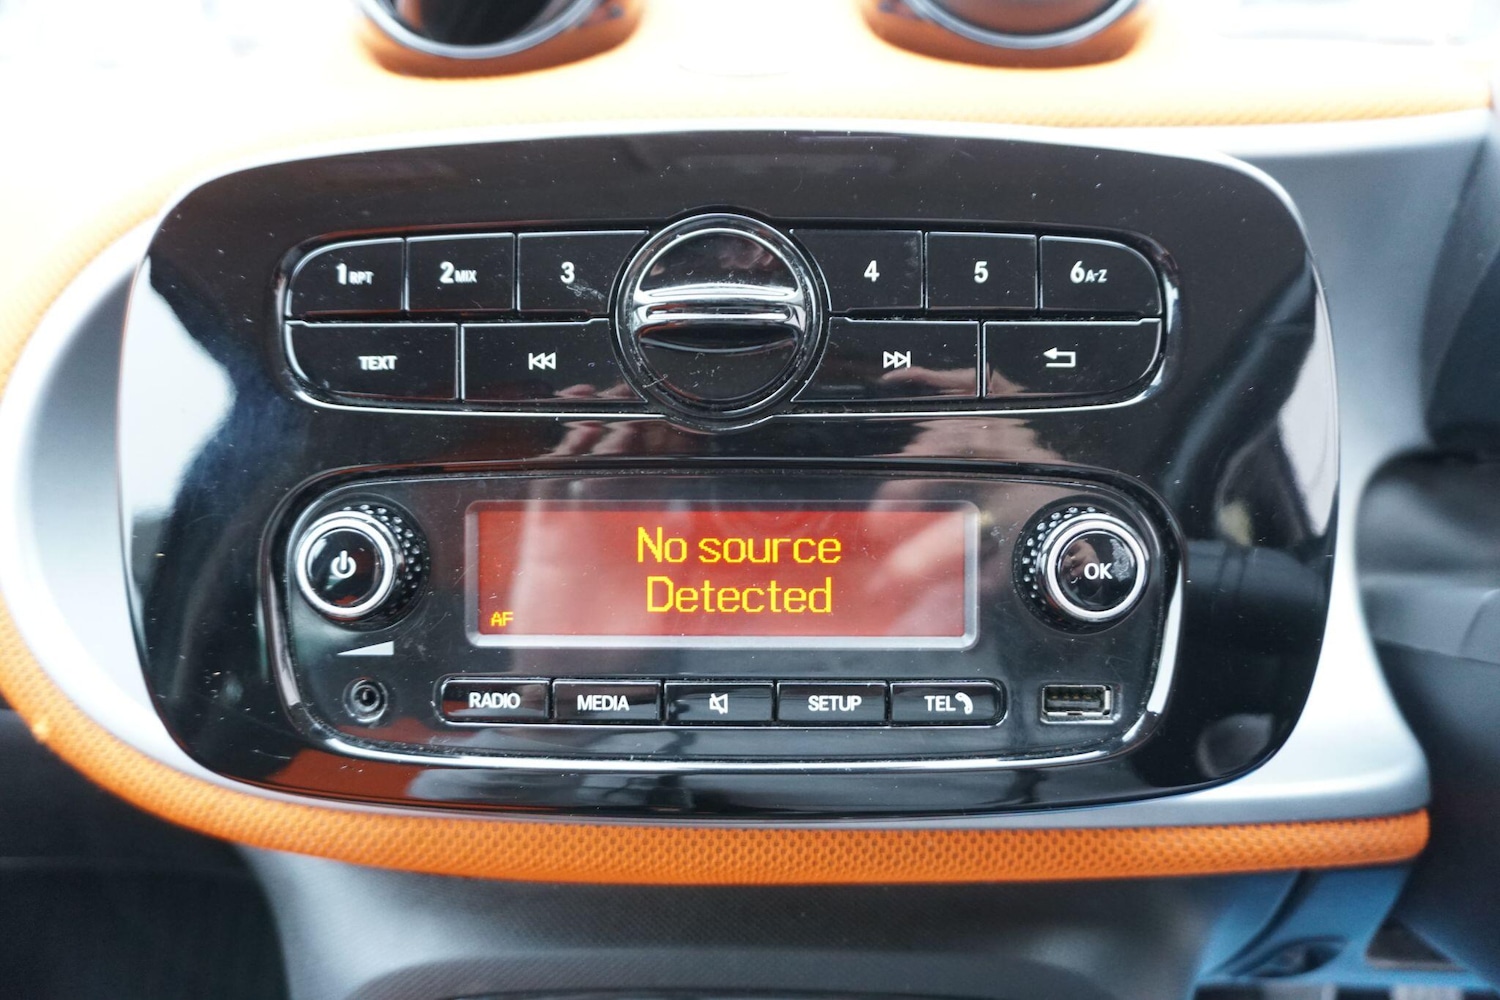 1RPT 2MIX 3 4 5 6A-Z
TEXT
No source
Detected
AF
OK
RADIO MEDIA SETUP TEL